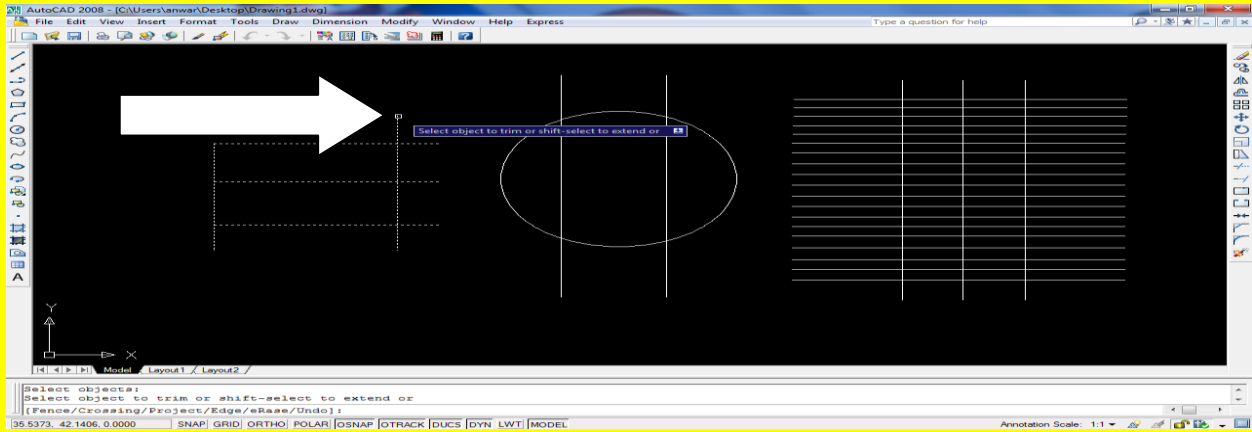 AutoCAD 2008 - [C:\Users\anwar\Desktop\Drawing1.dwg]
File Edit View Insert Format Tools Draw Dimension Modify Window Help Express Type a question for help
Select object to trim or shift-select to extend or
A
Y
X
Model Layout1 Layout2
Select objects:
Select object to trim or shift-select to extend or
[Fence/Crossing/Project/Edge/eRase/Undo]:
35.5373, 42.1406, 0.0000 SNAP GRID ORTHO POLAR OSNAP OTRACK DUCS DYN LWT MODEL Annotation Scale: 1:1